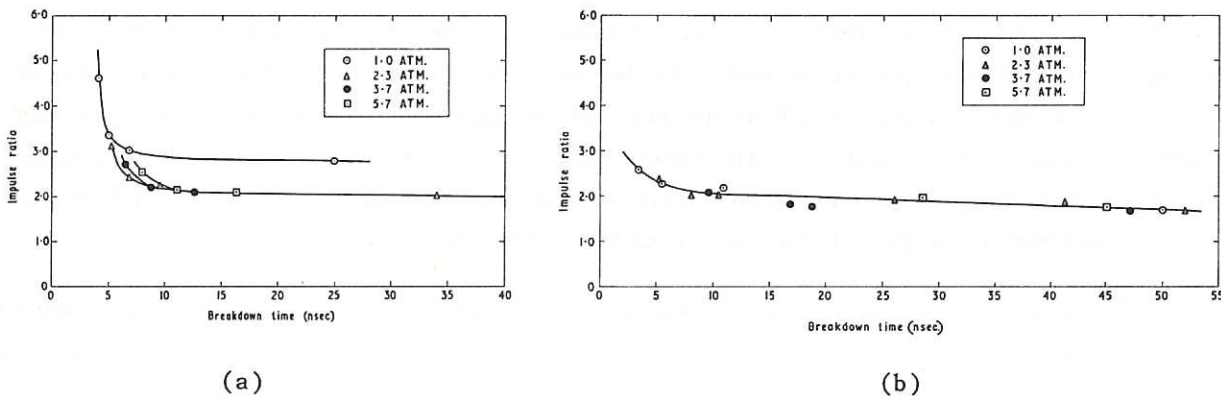 6·0
5·0
4·0
3·0
2·0
1·0
0
Impulse ratio
1·0 ATM.
2·3 ATM.
3·7 ATM.
5·7 ATM.
5 10 15 20 25 30 35 40
Breakdown time (nsec)
(a)
6·0
5·0
4·0
3·0
2·0
1·0
0
Impulse ratio
1·0 ATM.
2·3 ATM.
3·7 ATM.
5·7 ATM.
0 5 10 15 20 25 30 35 40 45 50 55
Breakdown time (nsec)
(b)